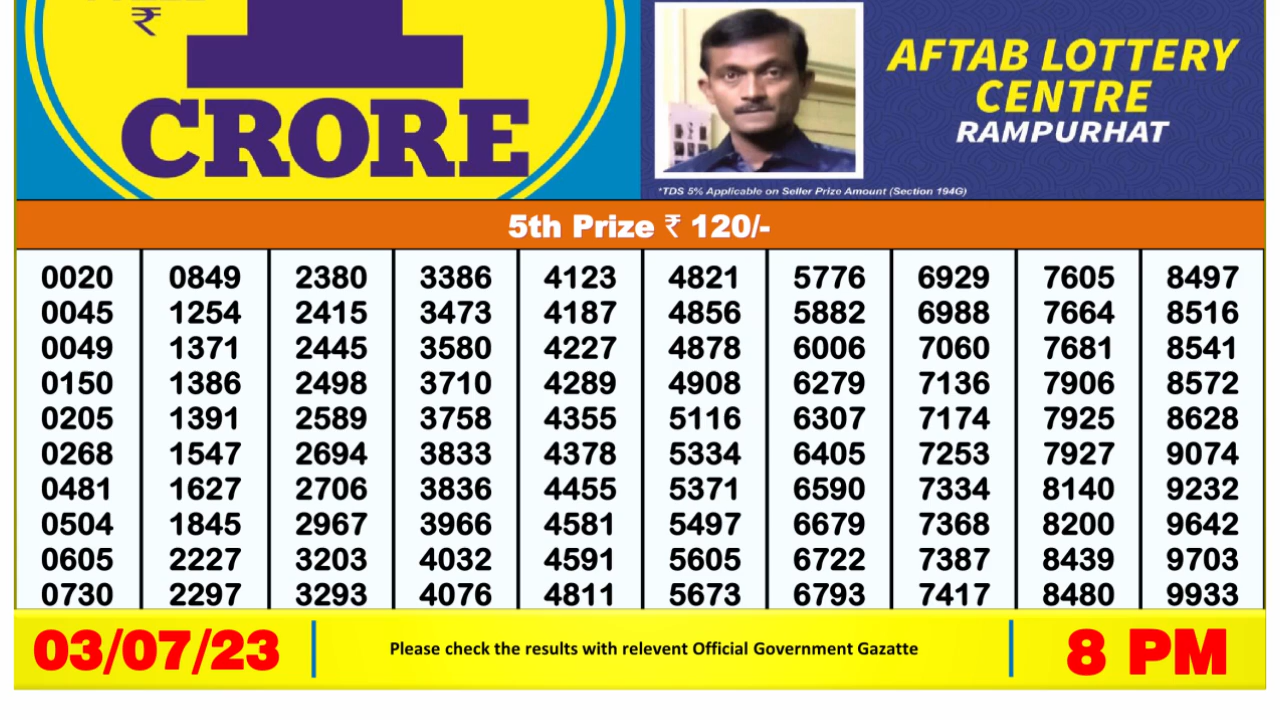 ₹
1
CRORE
AFTAB LOTTERY
CENTRE
RAMPURHAT
*TDS 5% Applicable on Seller Prize Amount (Section 194G)
5th Prize ₹ 120/-
0020 0849 2380 3386 4123 4821 5776 6929 7605 8497
0045 1254 2415 3473 4187 4856 5882 6988 7664 8516
0049 1371 2445 3580 4227 4878 6006 7060 7681 8541
0150 1386 2498 3710 4289 4908 6279 7136 7906 8572
0205 1391 2589 3758 4355 5116 6307 7174 7925 8628
0268 1547 2694 3833 4378 5334 6405 7253 7927 9074
0481 1627 2706 3836 4455 5371 6590 7334 8140 9232
0504 1845 2967 3966 4581 5497 6679 7368 8200 9642
0605 2227 3203 4032 4591 5605 6722 7387 8439 9703
0730 2297 3293 4076 4811 5673 6793 7417 8480 9933
03/07/23
Please check the results with relevent Official Government Gazatte
8 PM